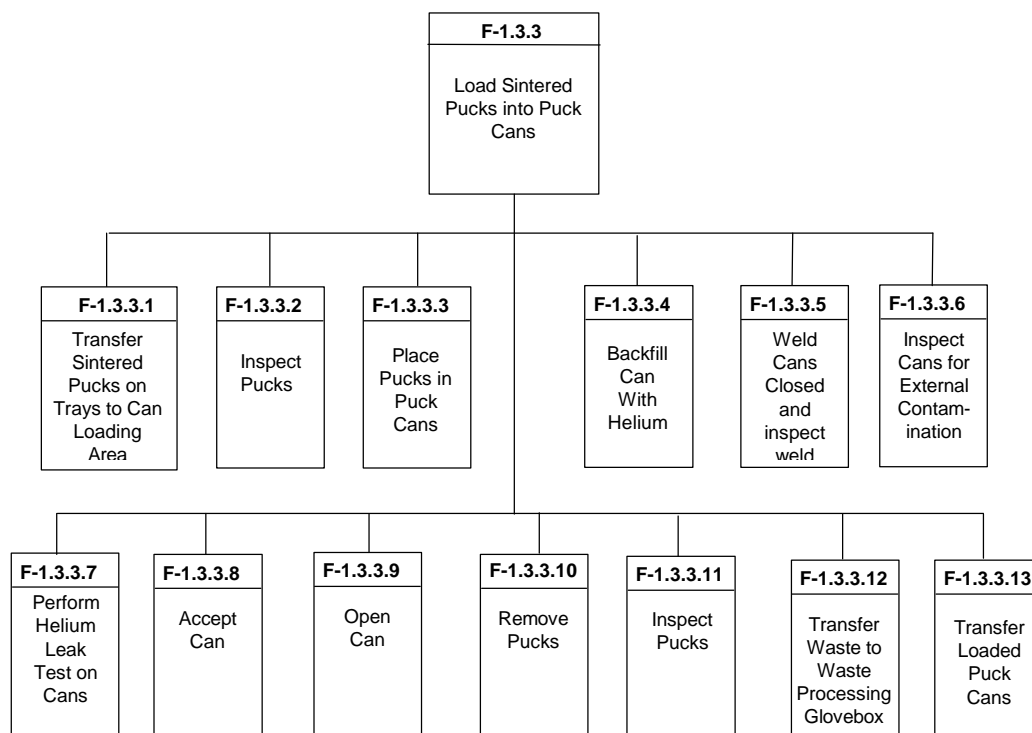 F-1.3.3
Load Sintered
Pucks into Puck
Cans
F-1.3.3.1
Transfer
Sintered
Pucks on
Trays to Can
Loading
Area
F-1.3.3.2
Inspect
Pucks
F-1.3.3.3
Place
Pucks in
Puck
Cans
F-1.3.3.4
Backfill
Can
With
Helium
F-1.3.3.5
Weld
Cans
Closed
and
inspect
weld
F-1.3.3.6
Inspect
Cans for
External
Contam-
ination
F-1.3.3.7
Perform
Helium
Leak
Test on
Cans
F-1.3.3.8
Accept
Can
F-1.3.3.9
Open
Can
F-1.3.3.10
Remove
Pucks
F-1.3.3.11
Inspect
Pucks
F-1.3.3.12
Transfer
Waste to
Waste
Processing
Glovebox
F-1.3.3.13
Transfer
Loaded
Puck
Cans